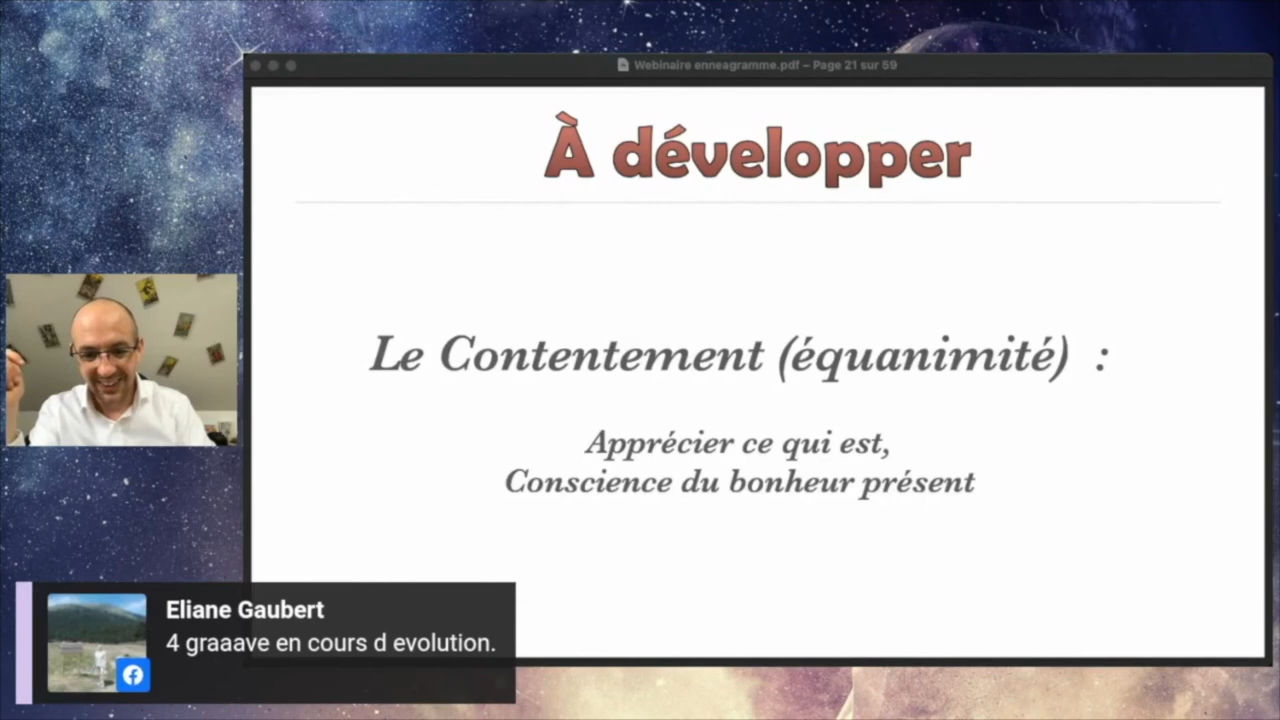 Webinaire enneagramme.pdf – Page 21 sur 59
À développer
Le Contentement (équanimité) :
Apprécier ce qui est,
Conscience du bonheur présent
Eliane Gaubert
4 graaave en cours d evolution.